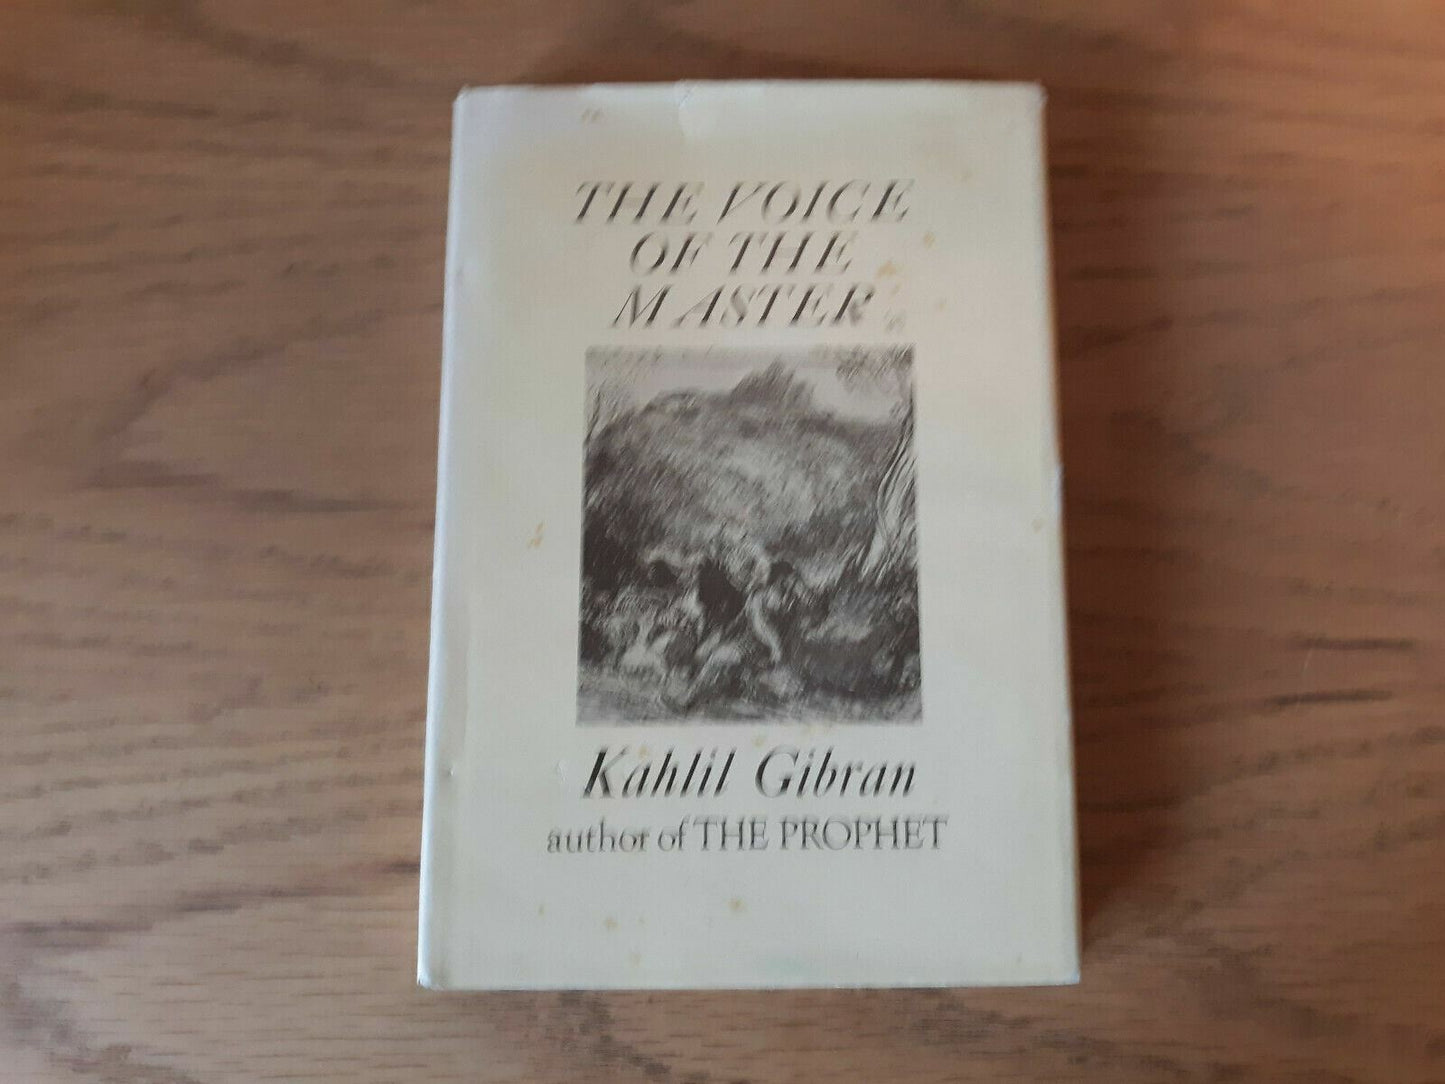 THE VOICE
OF THE
MASTER
Kahlil Gibran
author of THE PROPHET